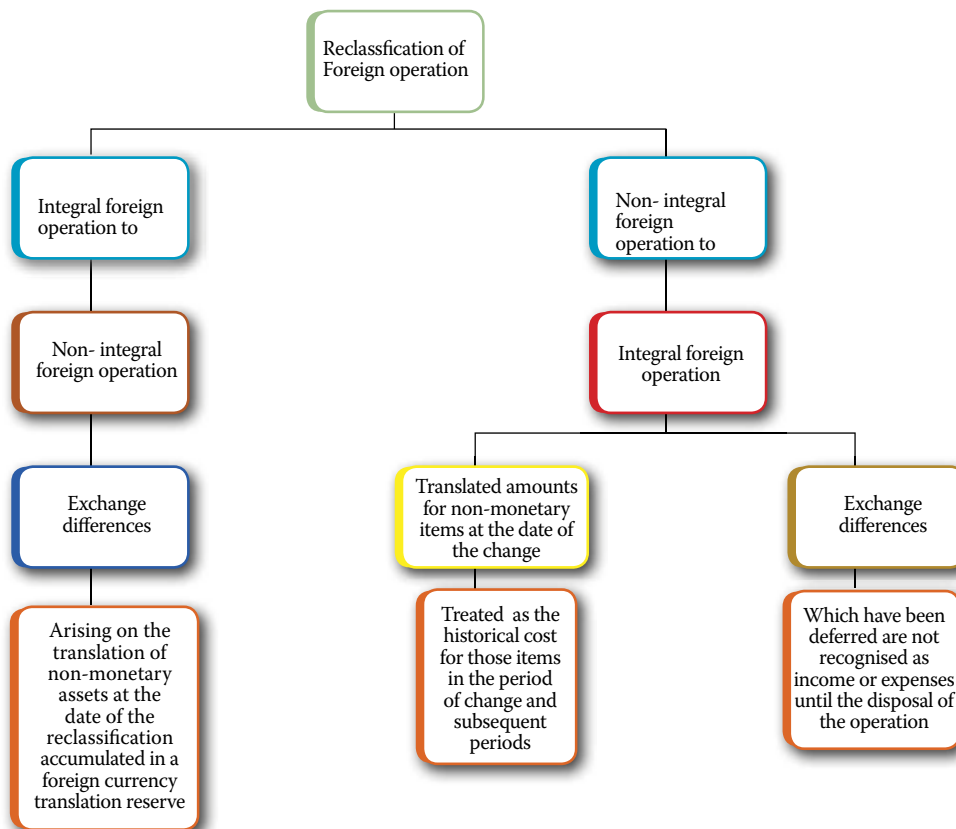 Reclassfication of
Foreign operation
Integral foreign
operation to
Non- integral
foreign
operation to
Non- integral
foreign operation
Integral foreign
operation
Exchange
differences
Translated amounts
for non-monetary
items at the date of
the change
Exchange
differences
Arising on the
translation of
non-monetary
assets at the
date of the
reclassification
accumulated in a
foreign currency
translation reserve
Treated as the
historical cost
for those items
in the period
of change and
subsequent
periods
Which have been
deferred are not
recognised as
income or expenses
until the disposal of
the operation